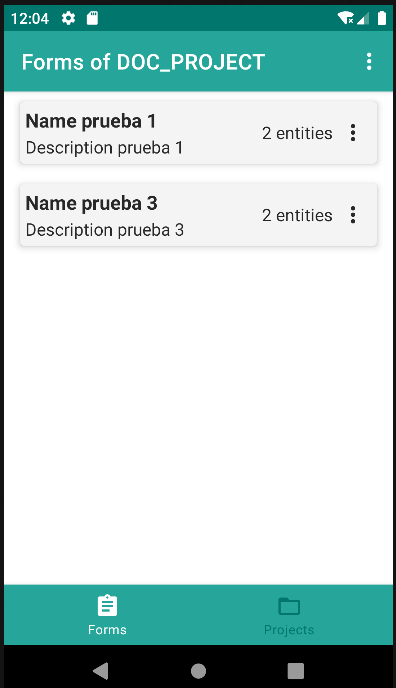 12:04
Forms of DOC_PROJECT
Name prueba 1
Description prueba 1
2 entities
Name prueba 3
Description prueba 3
2 entities
Forms
Projects